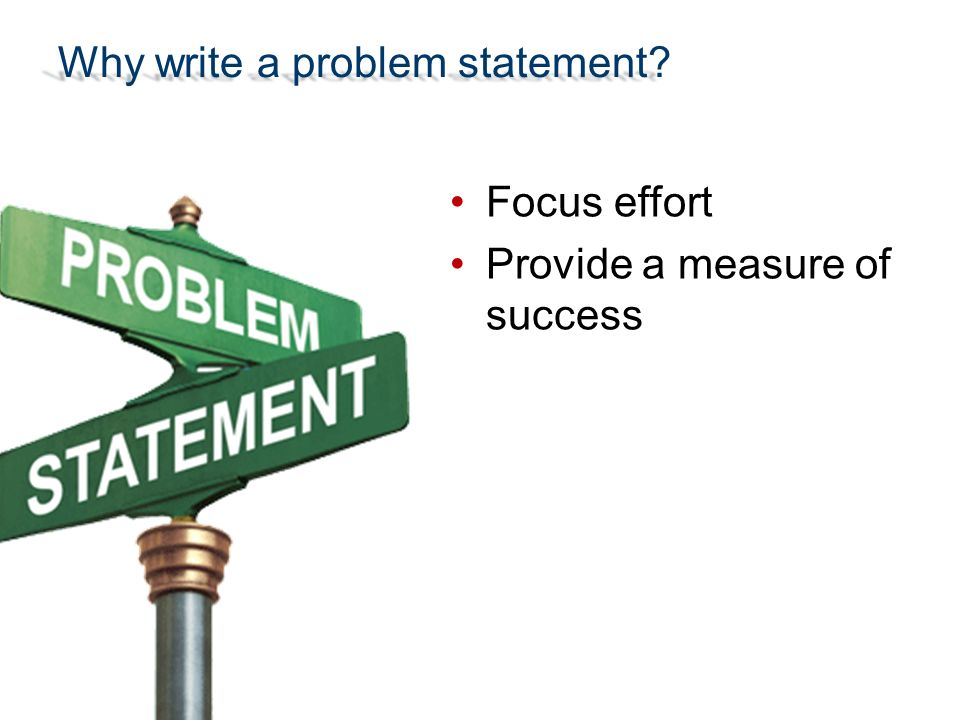 Why write a problem statement?
• Focus effort
• Provide a measure of
success
PROBLEM
STATEMENT